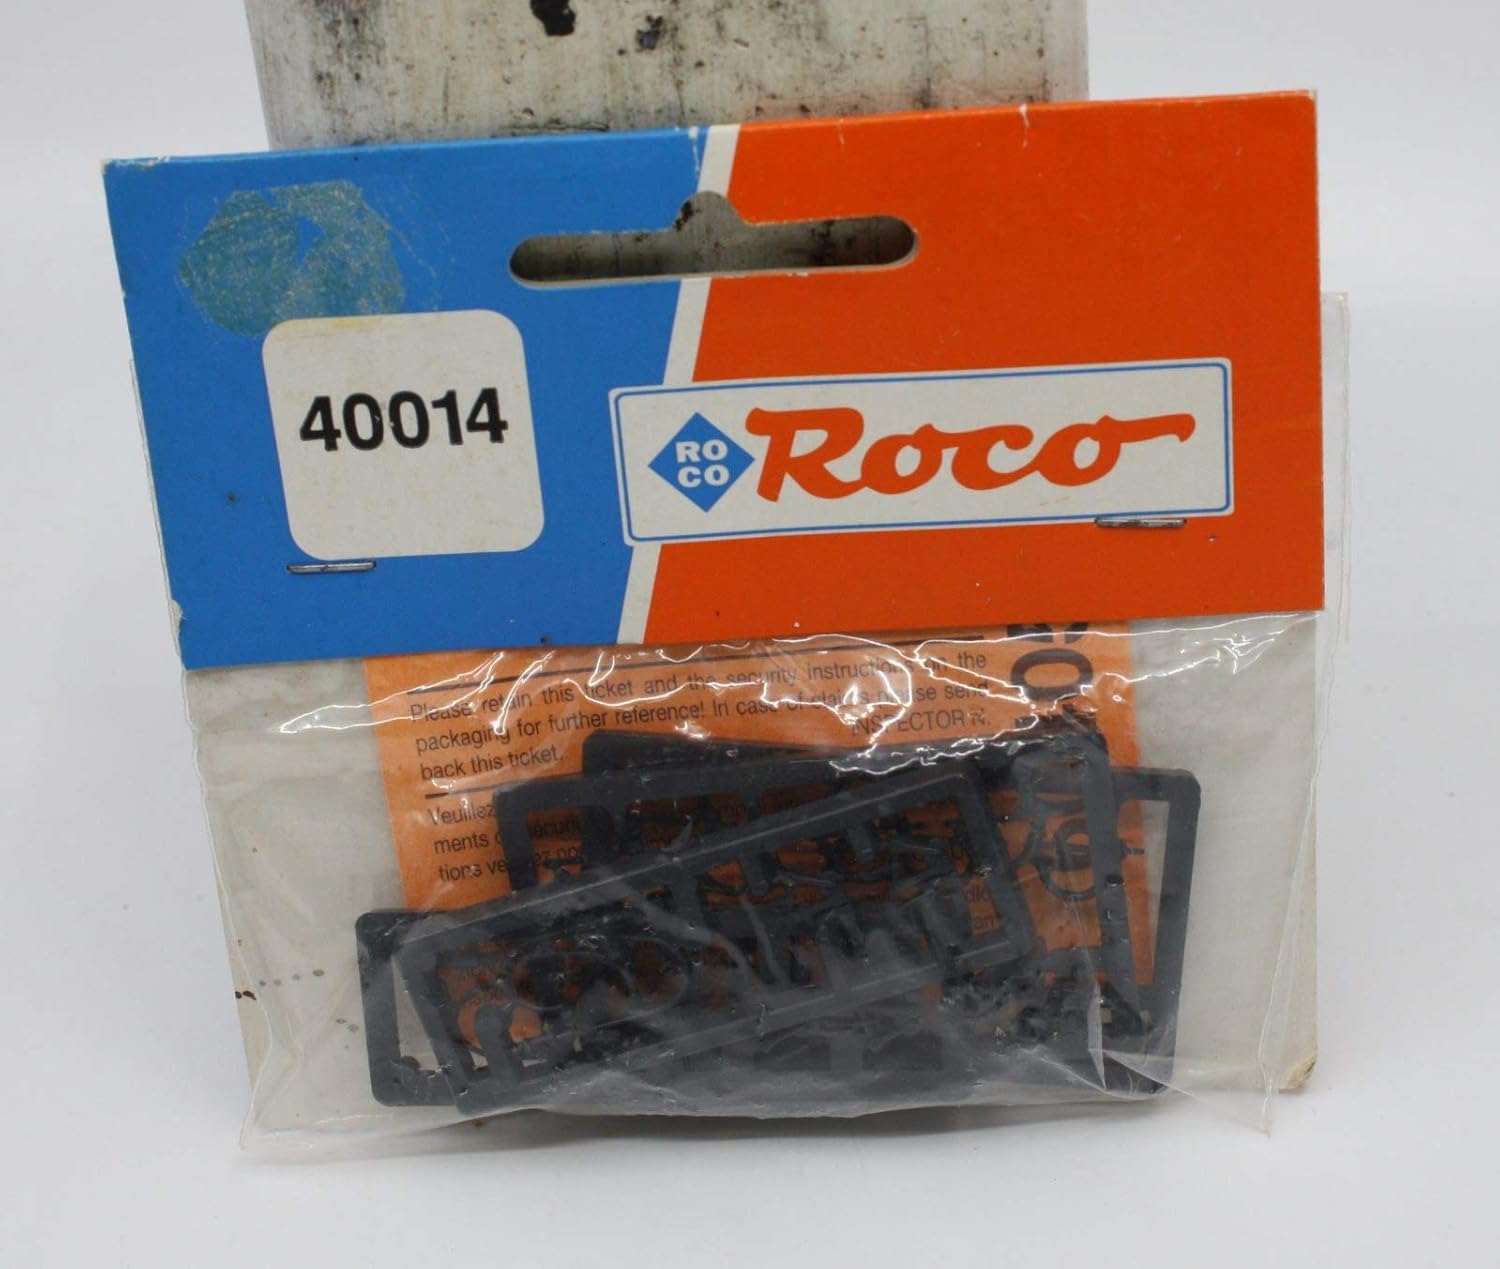 40014
RO
CO
Roco
Please retain this ticket and the security instructions on the
packaging for further reference! In case of claims please send
back this ticket.
INSPECTOR N.
Veuillez
ments
tions